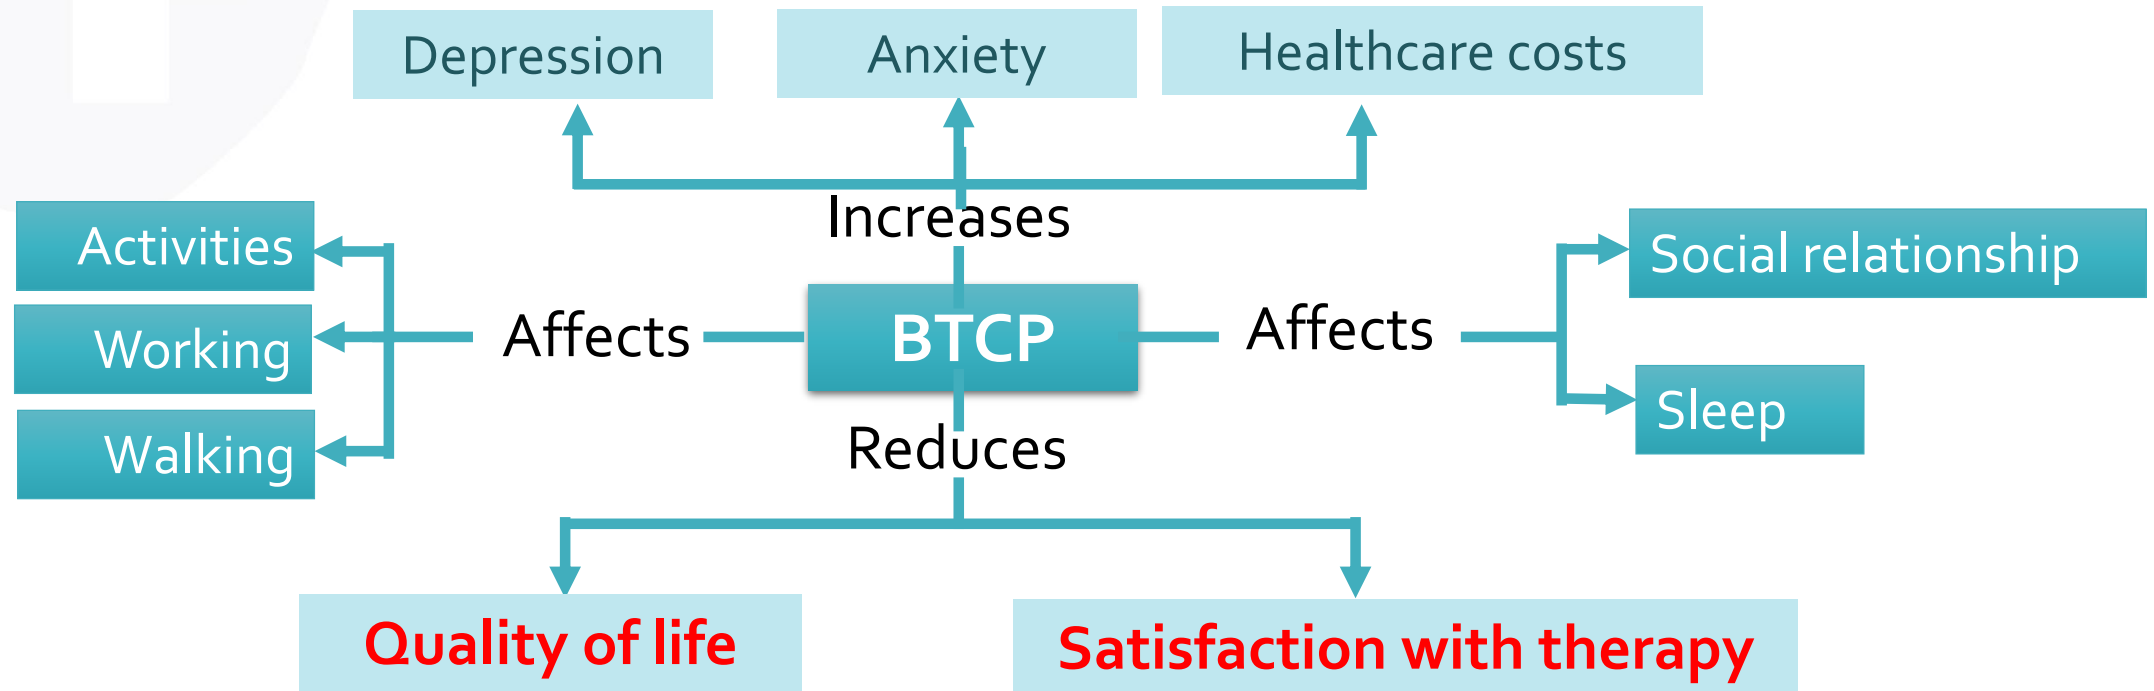 Depression
Anxiety
Healthcare costs
Increases
Activities
Working
Walking
Affects
BTCP
Affects
Social relationship
Sleep
Reduces
Quality of life
Satisfaction with therapy